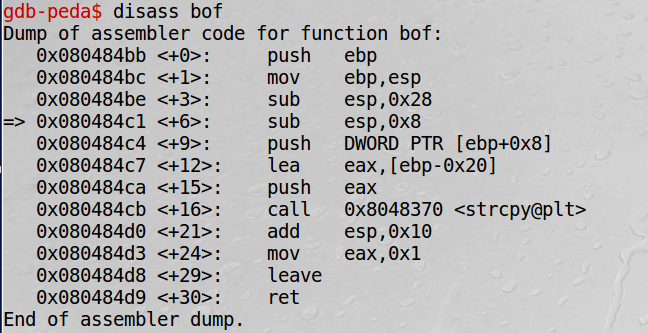 gdb-peda$ disass bof
Dump of assembler code for function bof:
   0x080484bb <+0>:     push   ebp
   0x080484bc <+1>:     mov    ebp,esp
   0x080484be <+3>:     sub    esp,0x28
=> 0x080484c1 <+6>:     sub    esp,0x8
   0x080484c4 <+9>:     push   DWORD PTR [ebp+0x8]
   0x080484c7 <+12>:    lea    eax,[ebp-0x20]
   0x080484ca <+15>:    push   eax
   0x080484cb <+16>:    call   0x8048370 <strcpy@plt>
   0x080484d0 <+21>:    add    esp,0x10
   0x080484d3 <+24>:    mov    eax,0x1
   0x080484d8 <+29>:    leave
   0x080484d9 <+30>:    ret
End of assembler dump.